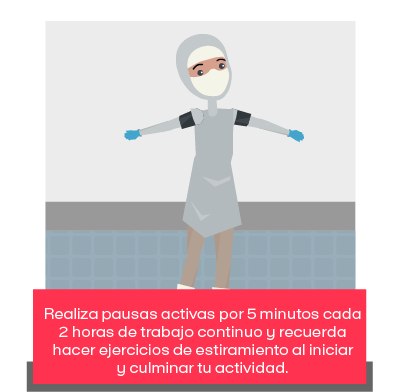 Realiza pausas activas por 5 minutos cada
2 horas de trabajo continuo y recuerda
hacer ejercicios de estiramiento al iniciar
y culminar tu actividad.